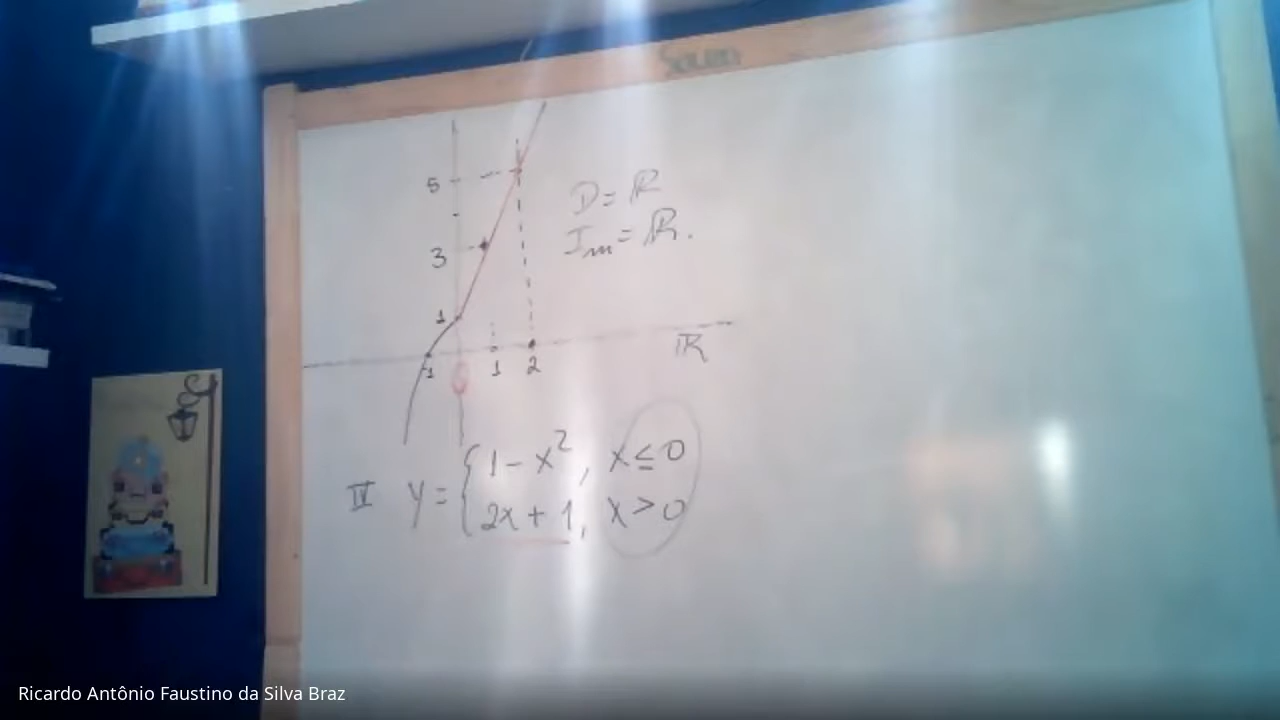 5
D = ℝ
3
Im = ℝ.
1
ℝ
1 0 1 2
IV y = { 1 - x², x ≤ 0
2x + 1, x > 0
Ricardo Antônio Faustino da Silva Braz